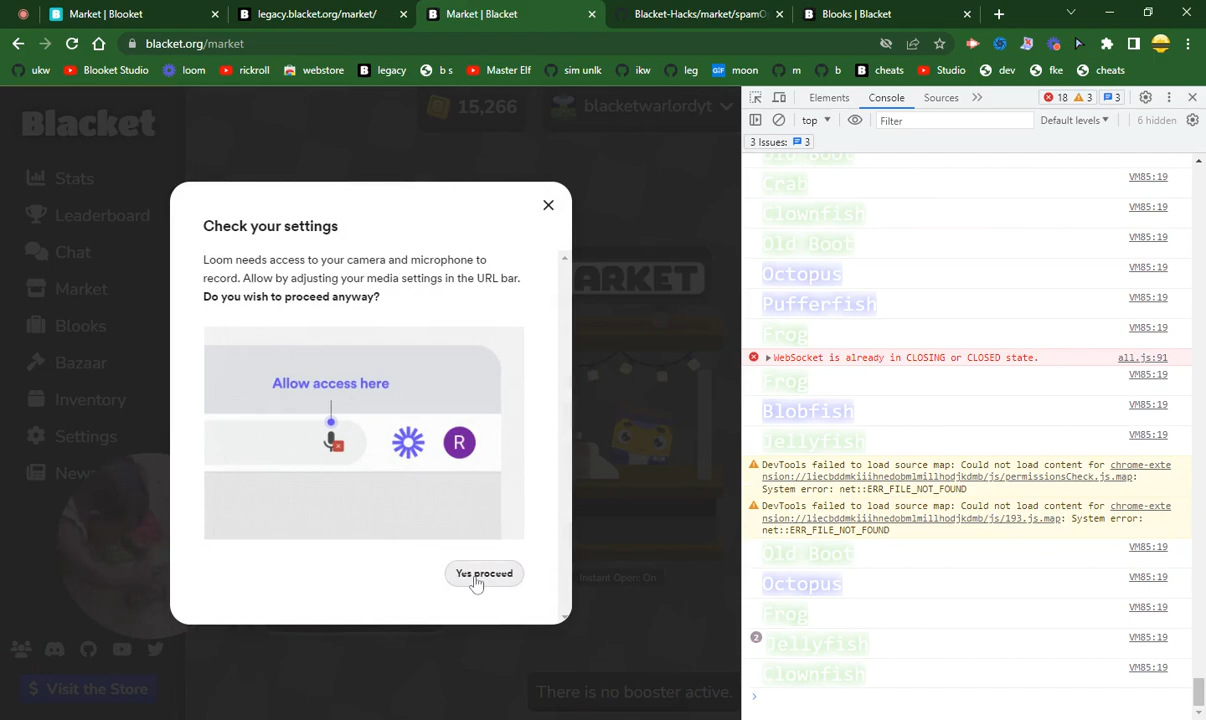 Market | Blooket
legacy.blacket.org/market/
Market | Blacket
Blacket-Hacks/market/spamO
Blooks | Blacket
blacket.org/market
ukw
Blooket Studio
loom
rickroll
webstore
legacy
b s
Master Elf
sim unlk
ikw
leg
GIF
moon
m
b
cheats
Studio
dev
fke
cheats
Blacket
15,266
blacketwarlordyt
Stats
Leaderboard
Chat
Market
Blooks
Bazaar
Inventory
Settings
News
$ Visit the Store
MARKET
Instant Open: On
There is no booster active.
Check your settings
Loom needs access to your camera and microphone to
record. Allow by adjusting your media settings in the URL bar.
Do you wish to proceed anyway?
Allow access here
R
Yes proceed
Elements
Console
Sources
18
3
3
top
Filter
Default levels
6 hidden
3 Issues:
3
Old Boot
Crab
VM85:19
Clownfish
VM85:19
Old Boot
VM85:19
Octopus
VM85:19
Pufferfish
VM85:19
Frog
VM85:19
WebSocket is already in CLOSING or CLOSED state.
all.js:91
Frog
VM85:19
Blobfish
VM85:19
Jellyfish
VM85:19
DevTools failed to load source map: Could not load content for chrome-exte
nsion://liecbddmkiiihnedobmlmillhodjkdmb/js/permissionsCheck.js.map:
System error: net::ERR_FILE_NOT_FOUND
DevTools failed to load source map: Could not load content for chrome-exte
nsion://liecbddmkiiihnedobmlmillhodjkdmb/js/193.js.map: System error:
net::ERR_FILE_NOT_FOUND
Old Boot
VM85:19
Octopus
VM85:19
Frog
VM85:19
2
Jellyfish
VM85:19
Clownfish
VM85:19